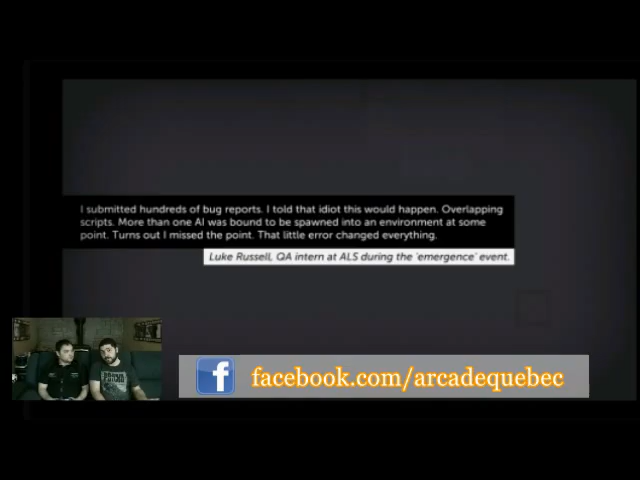 I submitted hundreds of bug reports. I told that idiot this would happen. Overlapping
scripts. More than one AI was bound to be spawned into an environment at some
point. Turns out I missed the point. That little error changed everything.
Luke Russell, QA intern at ALS during the 'emergence' event.
facebook.com/arcadequebec